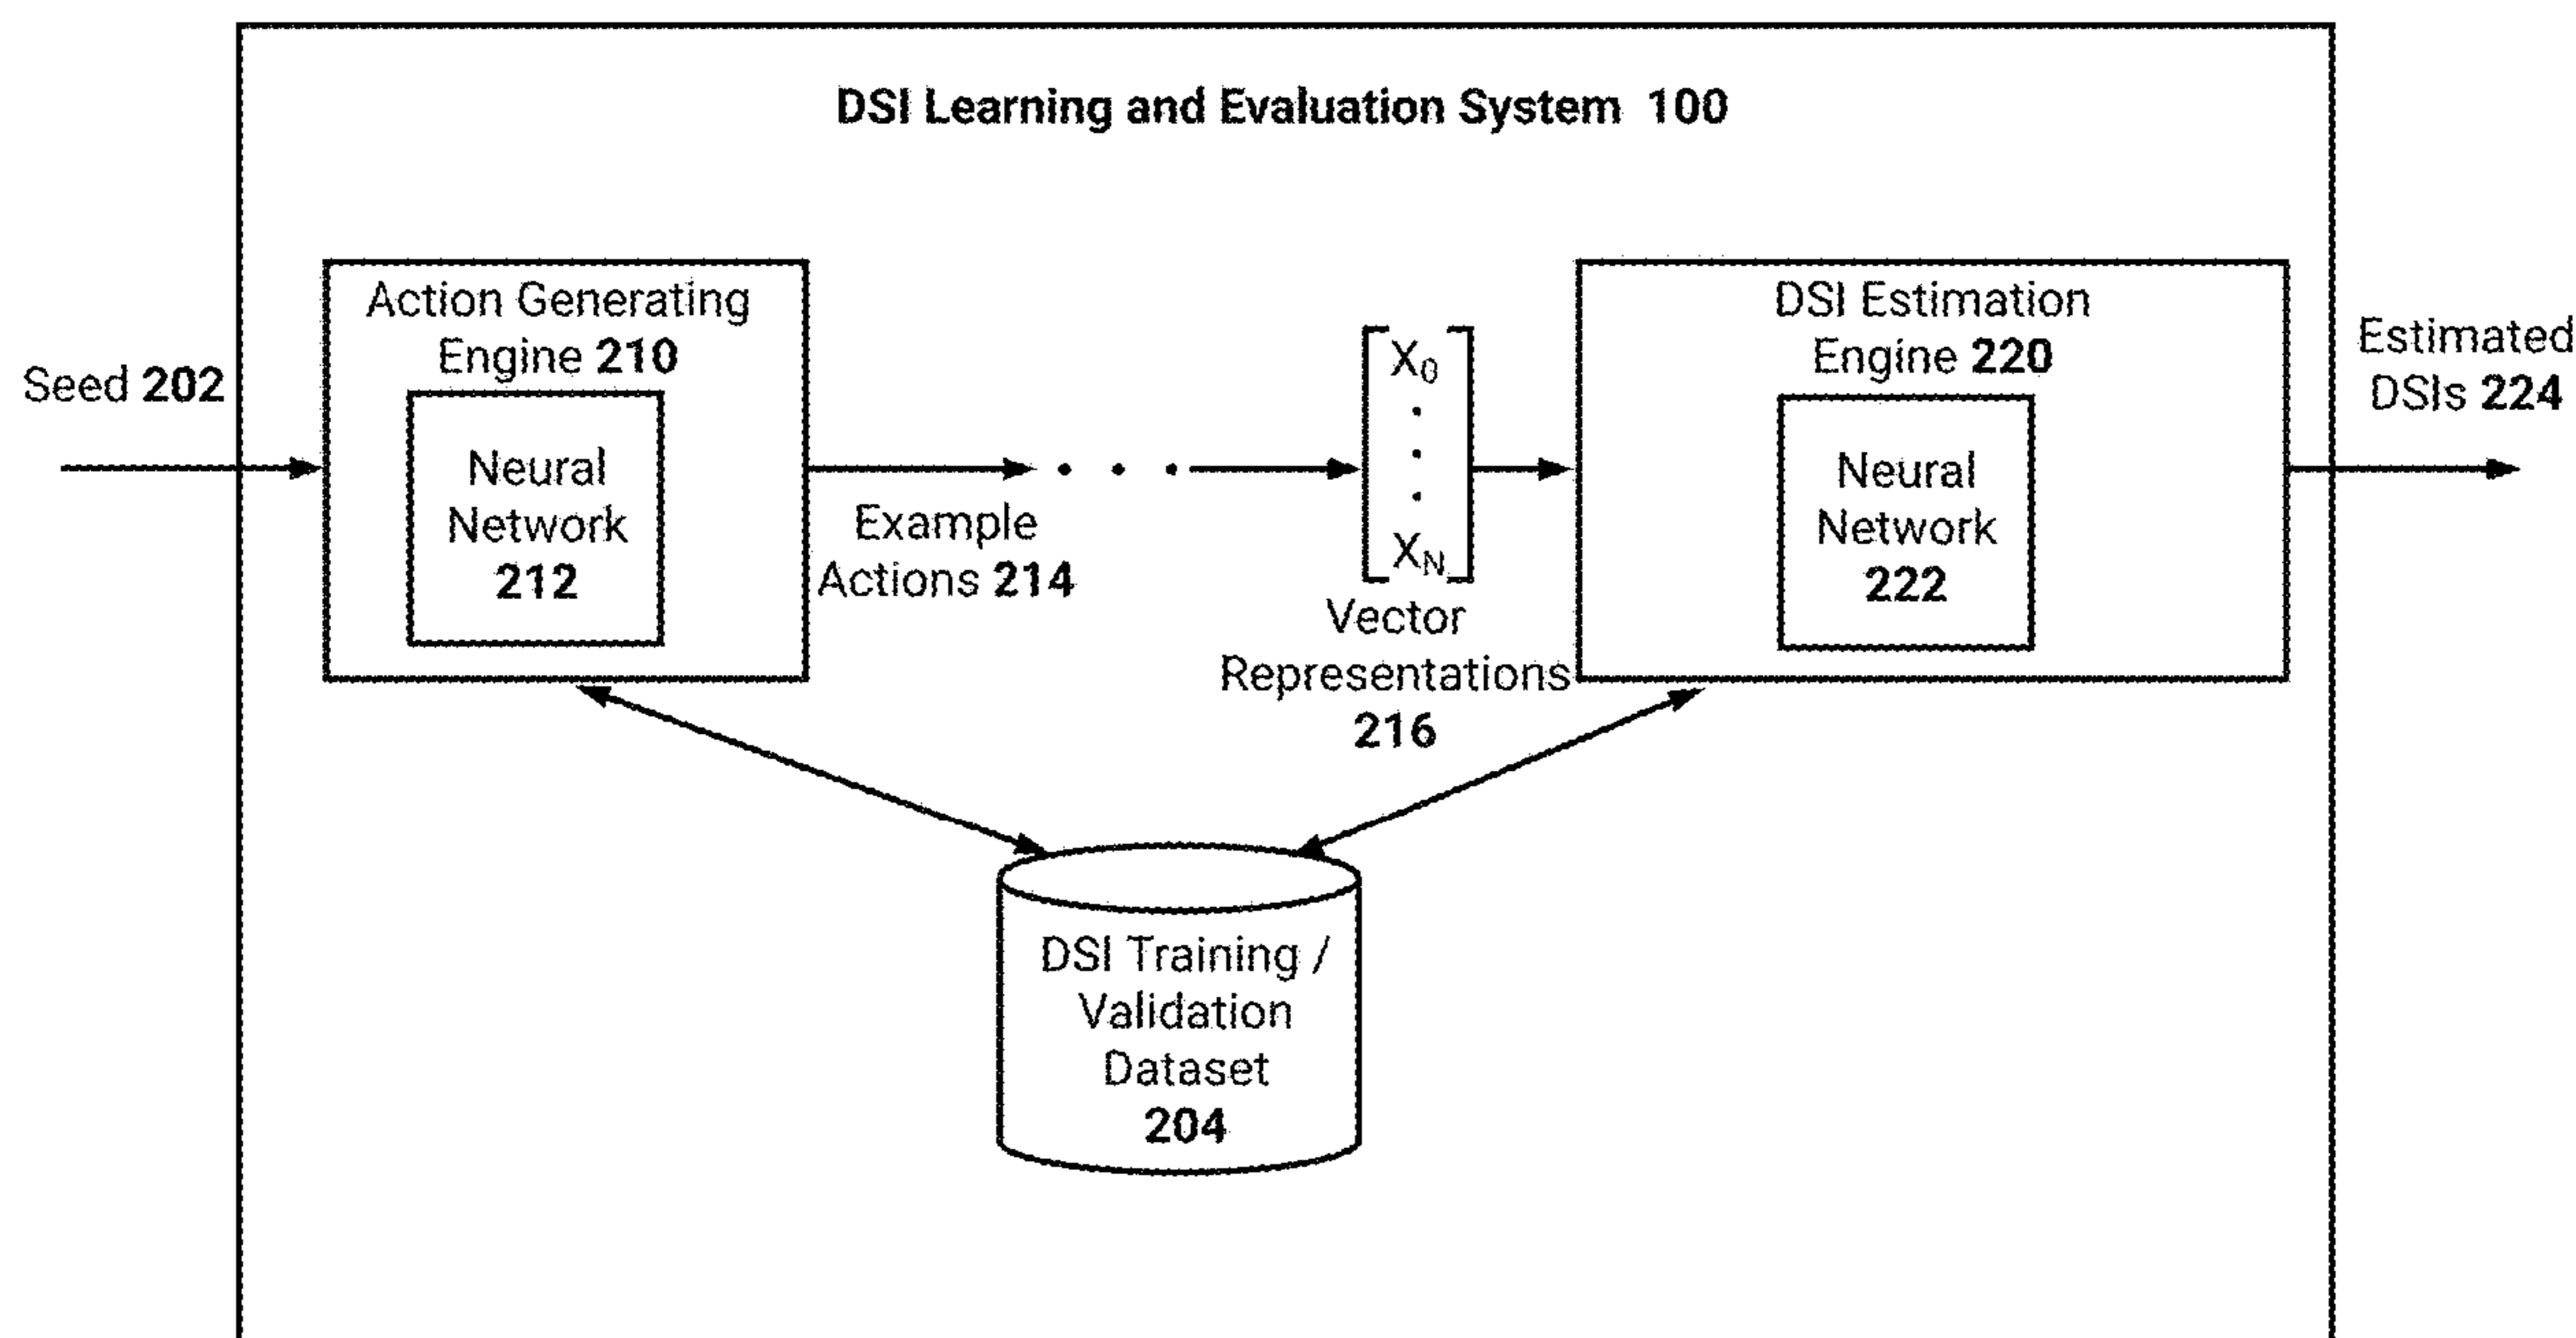 DSI Learning and Evaluation System 100
Seed 202
Action Generating
Engine 210
Neural
Network
212
Example
Actions 214
X₀
X_N
Vector
Representations
216
DSI Estimation
Engine 220
Neural
Network
222
Estimated
DSIs 224
DSI Training /
Validation
Dataset
204